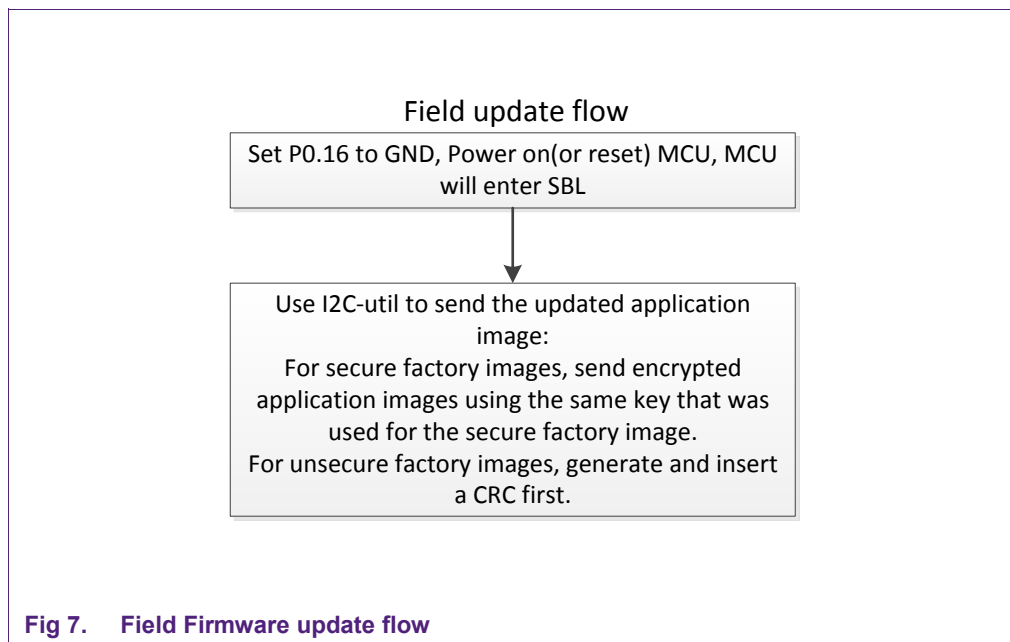 Field update flow
Set P0.16 to GND, Power on(or reset) MCU, MCU
will enter SBL
Use I2C-util to send the updated application
image:
For secure factory images, send encrypted
application images using the same key that was
used for the secure factory image.
For unsecure factory images, generate and insert
a CRC first.
Fig 7. Field Firmware update flow